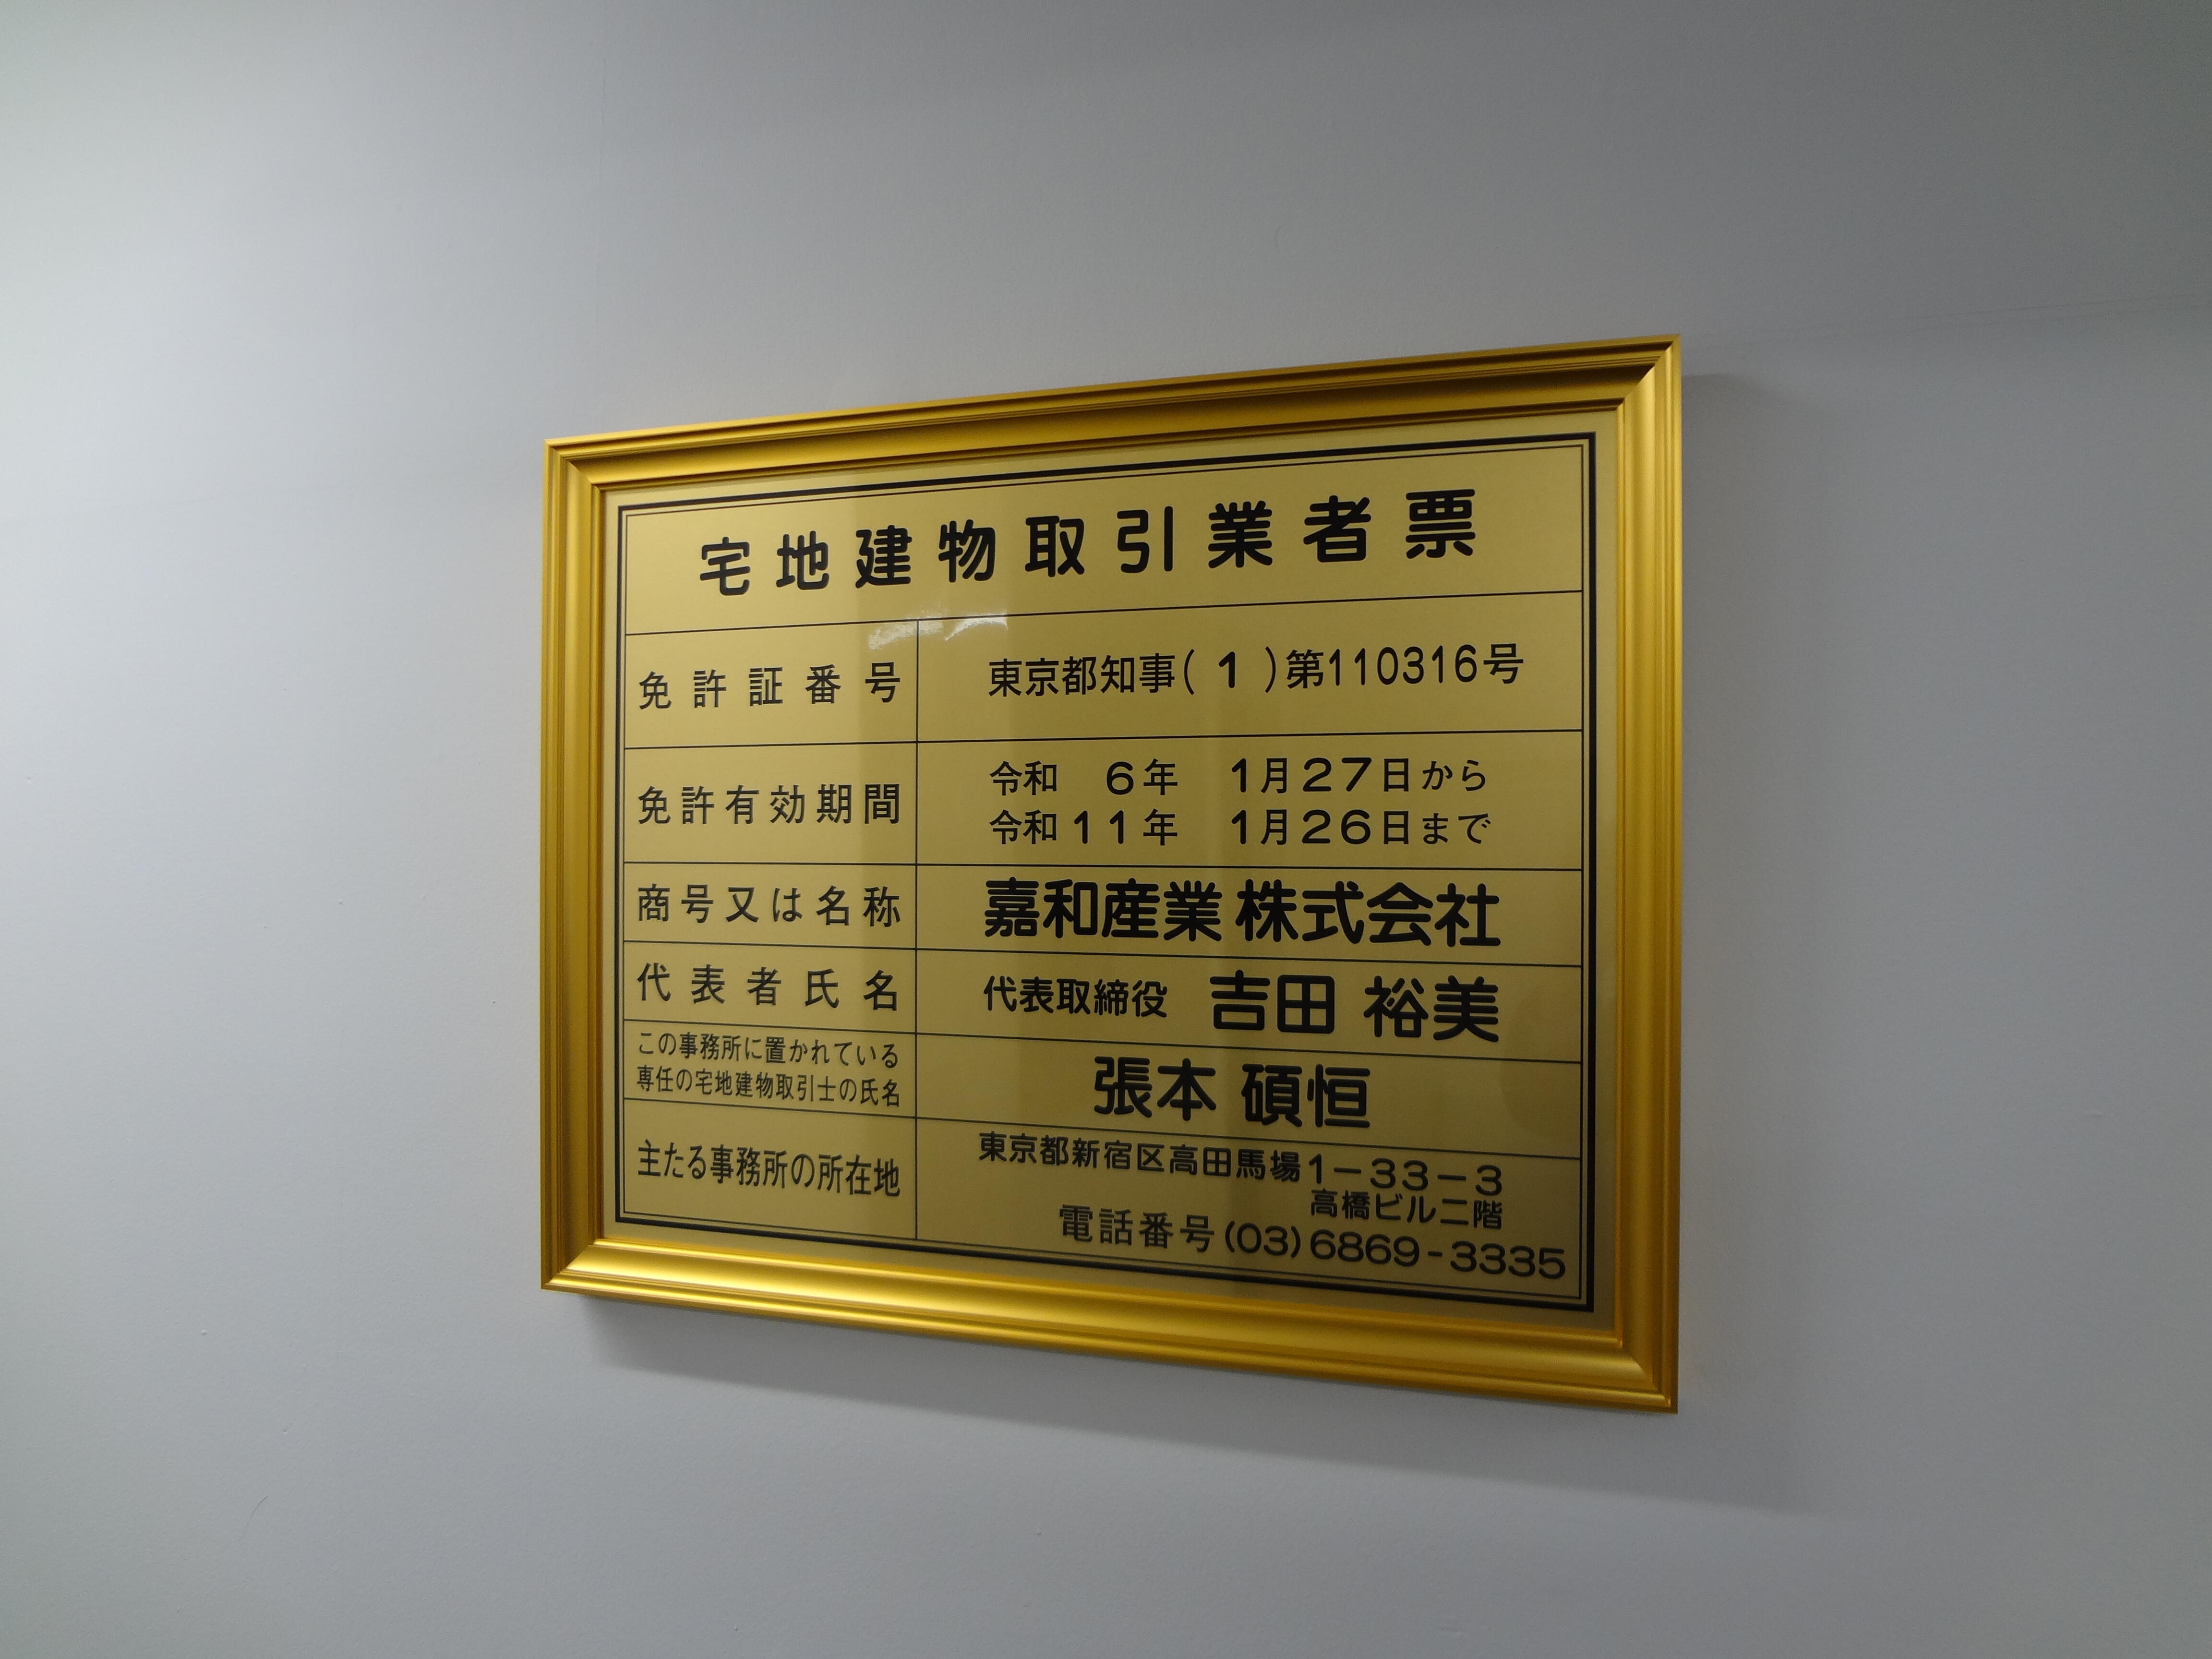 宅地建物取引業者票
免許証番号 東京都知事(1)第110316号
免許有効期間 令和 6年 1月27日から
令和11年 1月26日まで
商号又は名称 嘉和産業株式会社
代表者氏名 代表取締役 吉田 裕美
この事務所に置かれている
専任の宅地建物取引士の氏名 張本 碩恒
主たる事務所の所在地 東京都新宿区高田馬場1-33-3
高橋ビル二階
電話番号(03)6869-3335